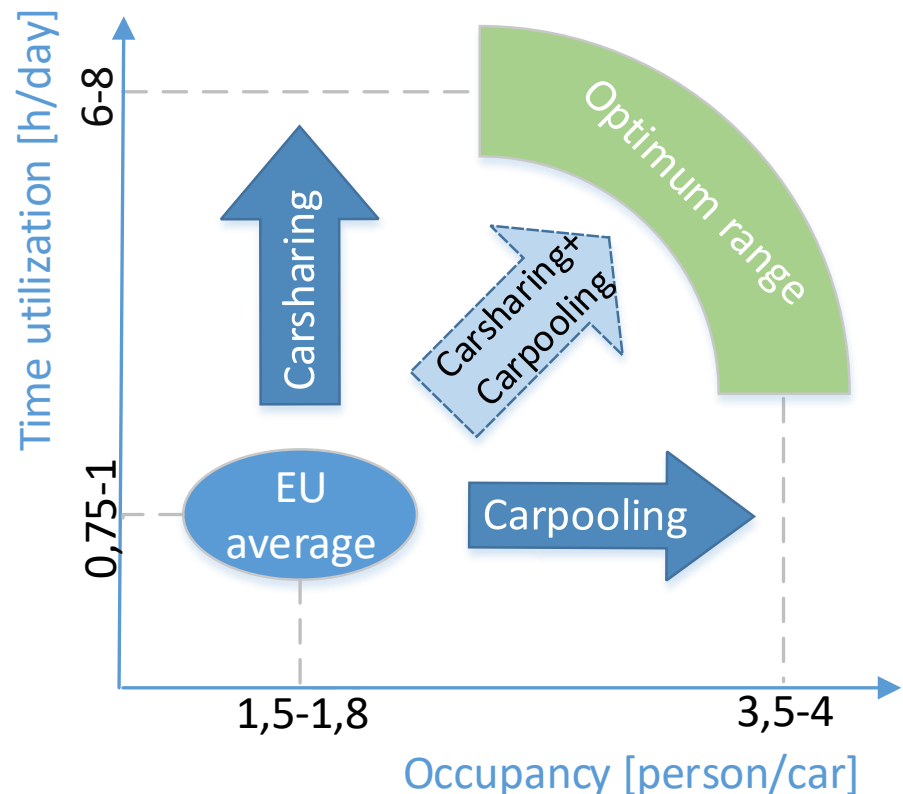 Time utilization [h/day]
6-8
0,75-1
Carsharing
Optimum range
Carsharing+
Carpooling
EU
average
Carpooling
1,5-1,8
3,5-4
Occupancy [person/car]